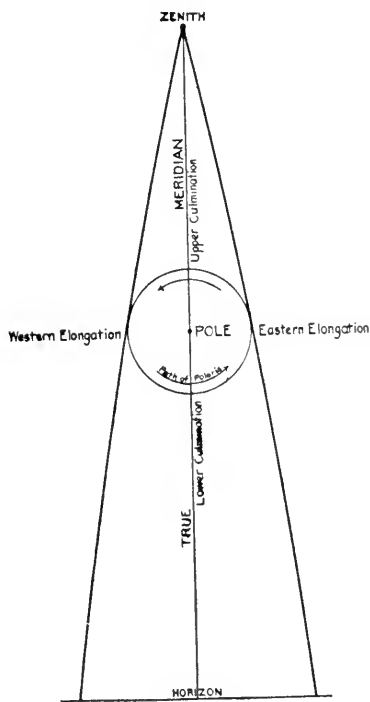 ZENITH
MERIDIAN
Upper Culmination
Western Elongation
POLE
Eastern Elongation
Path of Polaris
Lower Culmination
TRUE
HORIZON